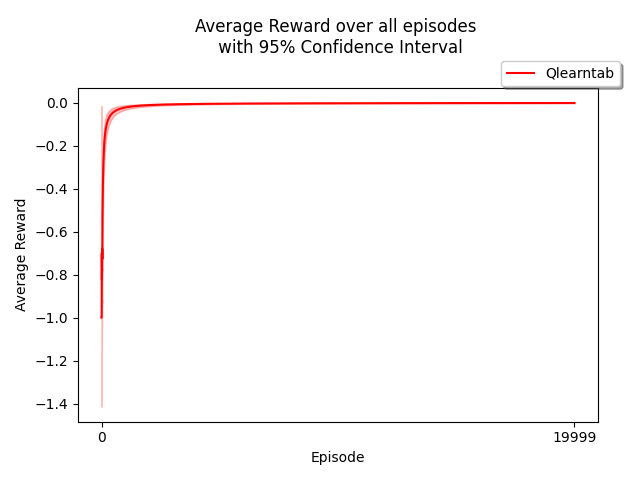 Average Reward over all episodes
with 95% Confidence Interval
Qlearntab
0.0
−0.2
−0.4
−0.6
−0.8
−1.0
−1.2
−1.4
Average Reward
0
19999
Episode